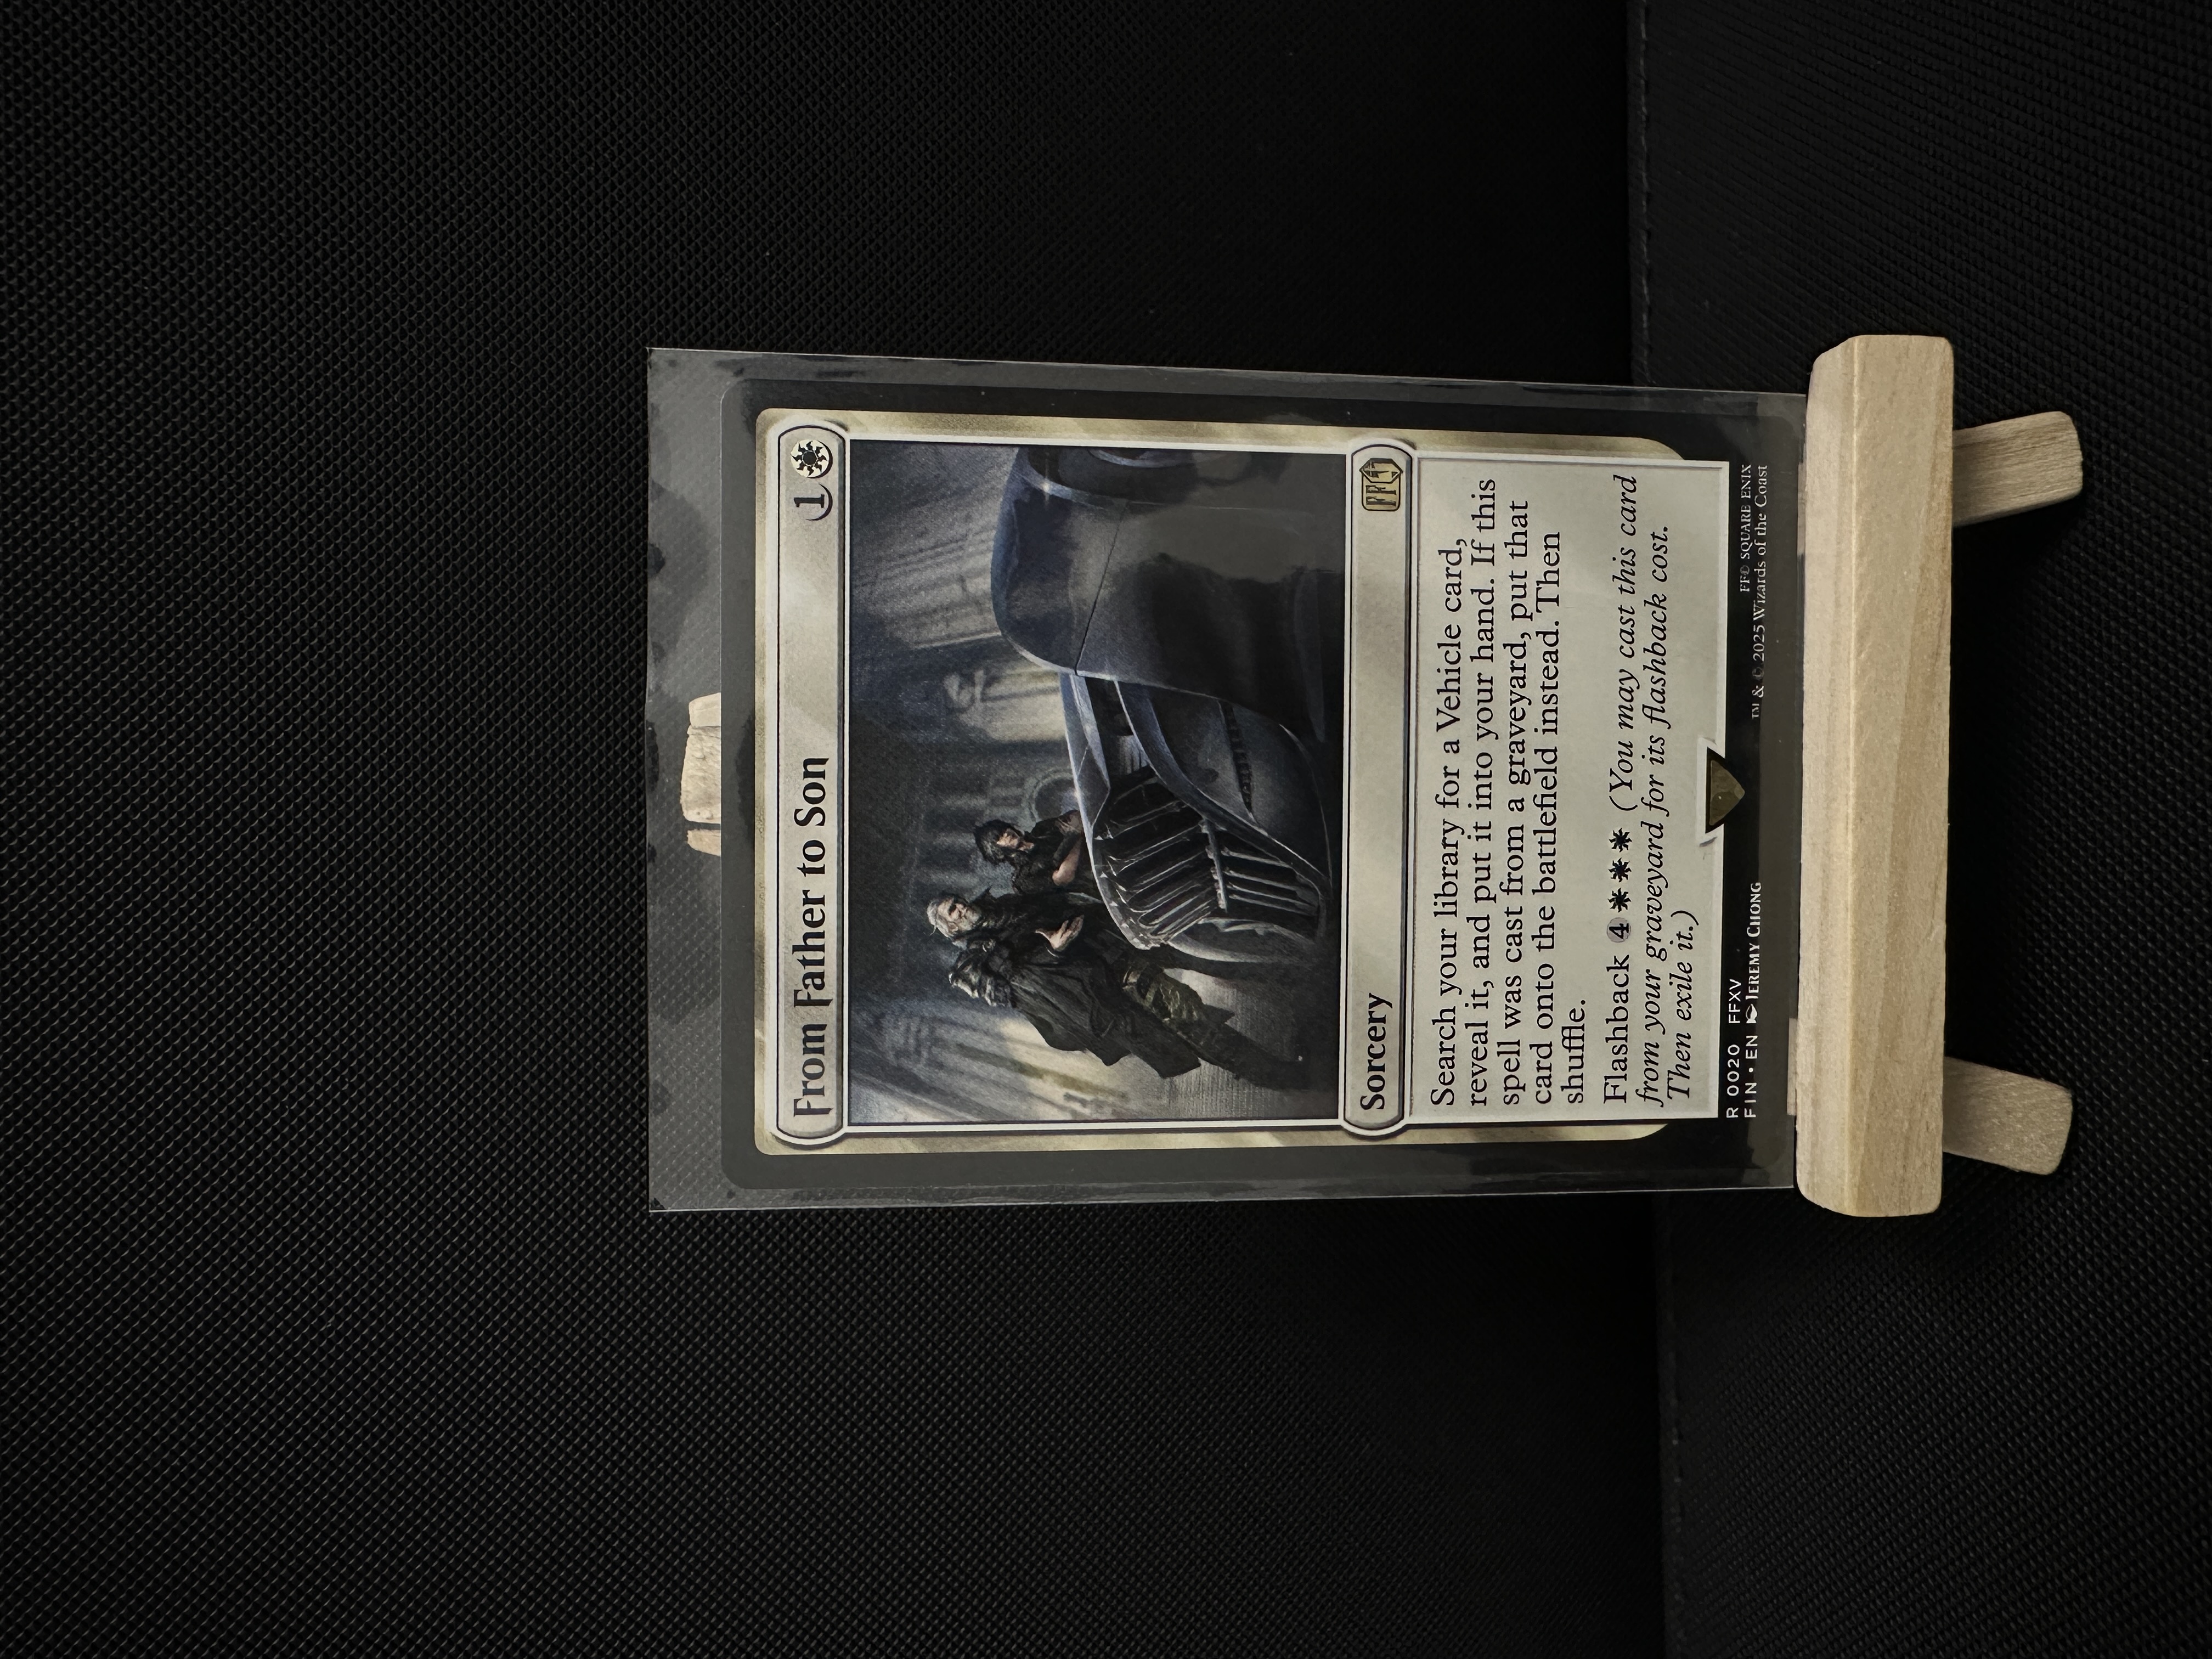 From Father to Son 1
Sorcery FF
Search your library for a Vehicle card,
reveal it, and put it into your hand. If this
spell was cast from a graveyard, put that
card onto the battlefield instead. Then
shuffle.
Flashback 4 (You may cast this card
from your graveyard for its flashback cost.
Then exile it.)
R 0020 FFXV
FIN • EN JEREMY CHONG
FF© SQUARE ENIX
™ & © 2025 Wizards of the Coast